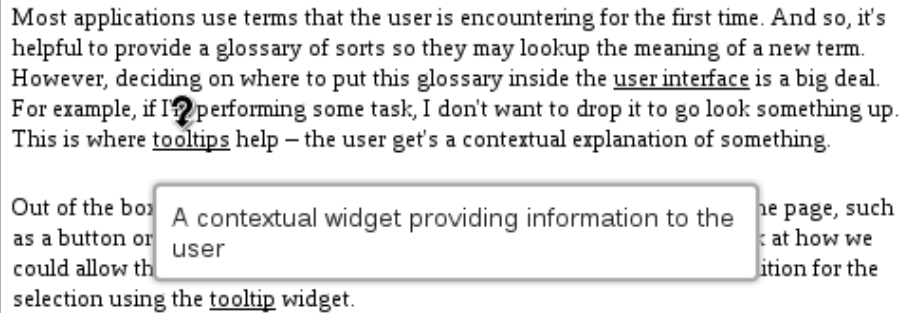 Most applications use terms that the user is encountering for the first time. And so, it's
helpful to provide a glossary of sorts so they may lookup the meaning of a new term.
However, deciding on where to put this glossary inside the user interface is a big deal.
For example, if performing some task, I don't want to drop it to go look something up.
This is where tooltips help – the user get's a contextual explanation of something.
Out of the page, such
A contextual widget providing information to the
user
as a button or at how we
could allow for the
selection using the tooltip widget.